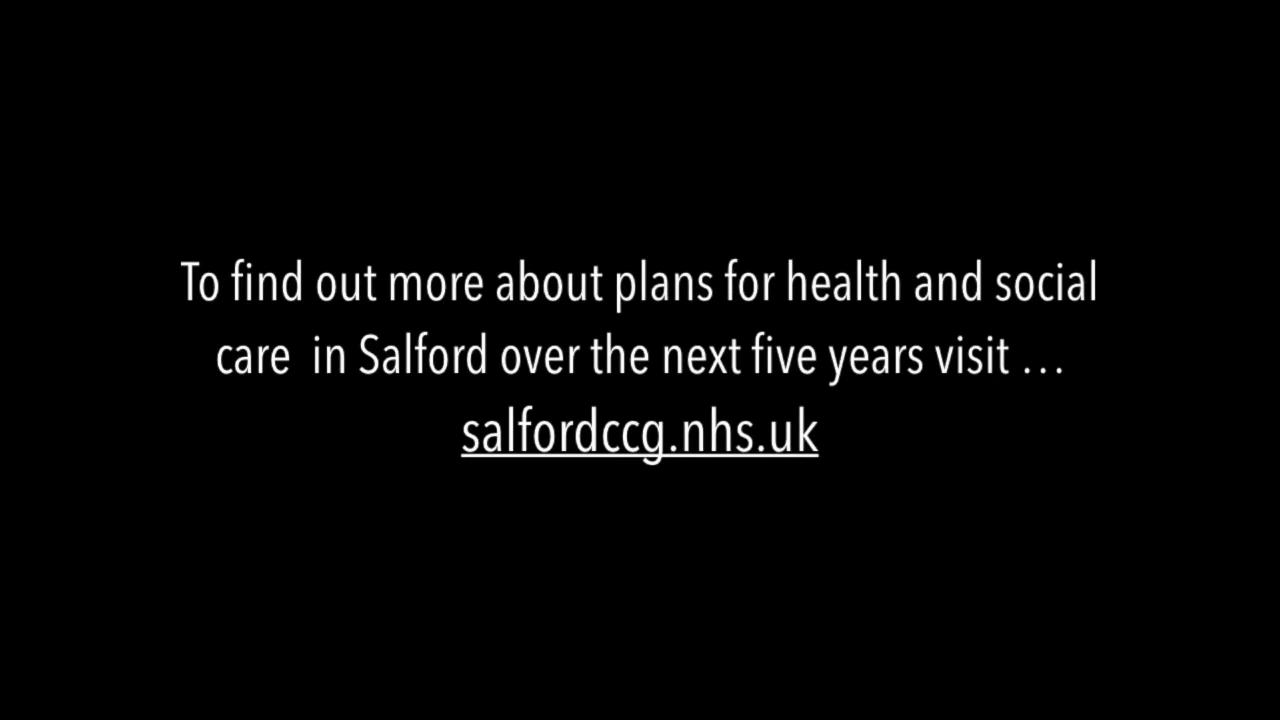 To find out more about plans for health and social
care  in Salford over the next five years visit ...
salfordccg.nhs.uk